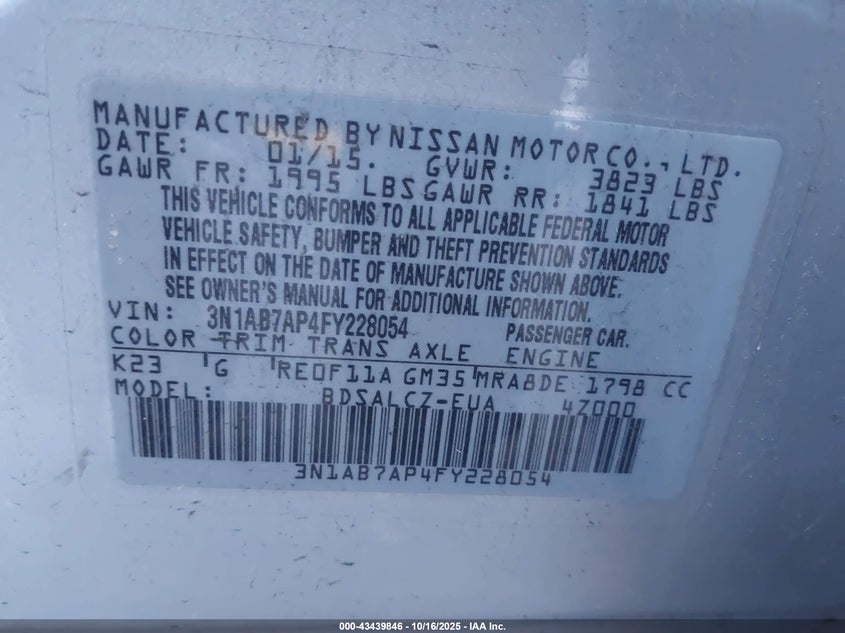 MANUFACTURED BY NISSAN MOTOR CO., LTD.
DATE: 01/15. GVWR: 3823 LBS
GAWR FR: 1995 LBS GAWR RR: 1841 LBS
THIS VEHICLE CONFORMS TO ALL APPLICABLE FEDERAL MOTOR
VEHICLE SAFETY, BUMPER AND THEFT PREVENTION STANDARDS
IN EFFECT ON THE DATE OF MANUFACTURE SHOWN ABOVE.
SEE OWNER'S MANUAL FOR ADDITIONAL INFORMATION.
VIN: 3N1AB7AP4FY228054 PASSENGER CAR.
COLOR TRIM TRANS AXLE ENGINE
K23 G RE0F11A GM35 MRA8DE 1798 CC
MODEL: BDSALCZ-EUA 4Z000
3N1AB7AP4FY228054
000-43439846 - 10/16/2025 - IAA Inc.